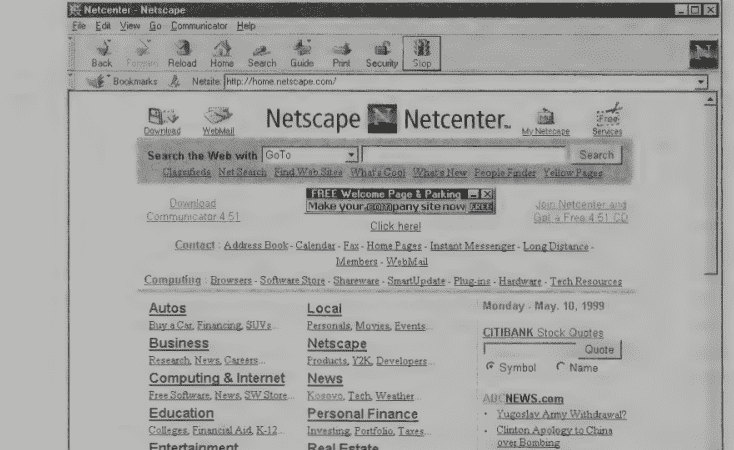 Netcenter - Netscape
File Edit View Go Communicator Help
Back Forward Reload Home Search Guide Print Security Stop
N
Bookmarks Netsite: http://home.netscape.com/
Download WebMail Netscape N Netcenter™ My Netscape Free Services
Search the Web with GoTo Search
Classifieds Net Search Find Web Sites What's Cool What's New People Finder Yellow Pages
FREE Welcome Page & Parking
Make your company site now FREE
Download
Communicator 4.51
Click here!
Join Netcenter and
Get a Free 4.51 CD
Contact : Address Book - Calendar - Fax - Home Pages - Instant Messenger - Long Distance -
Members - WebMail
Computing : Browsers - Software Store - Shareware - SmartUpdate - Plug-ins - Hardware - Tech Resources
Autos
Buy a Car, Financing, SUVs...
Business
Research, News, Careers...
Computing & Internet
Free Software, News, SW Store...
Education
Colleges, Financial Aid, K-12...
Entertainment
Local
Personals, Movies, Events...
Netscape
Products, Y2K, Developers...
News
Kosovo, Tech, Weather...
Personal Finance
Investing, Portfolio, Taxes...
Real Estate
Monday - May. 10, 1999
CITIBANK Stock Quotes
Quote
Symbol Name
ABCNEWS.com
• Yugoslav Army Withdrawal?
• Clinton Apology to China
over Bombing